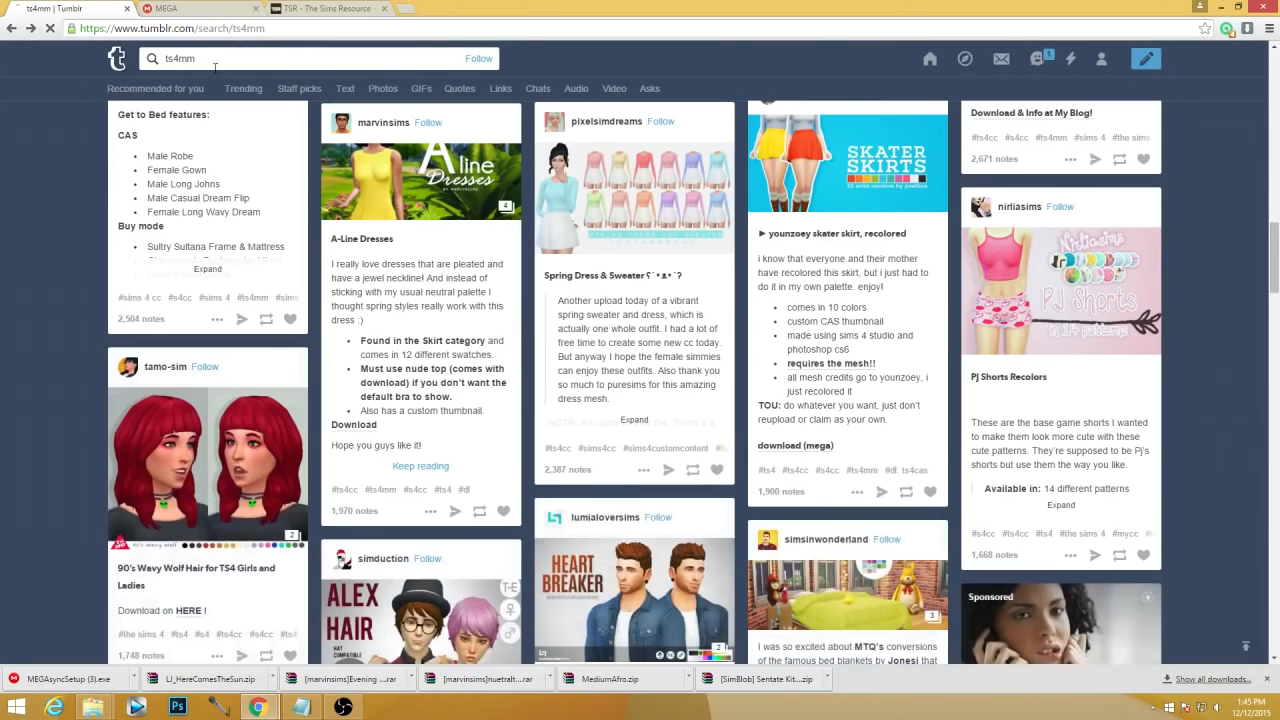 ts4mm | Tumblr
MEGA
TSR - The Sims Resource -
https://www.tumblr.com/search/ts4mm
ts4mm
Follow
1
Recommended for you
Trending
Staff picks
Text
Photos
GIFs
Quotes
Links
Chats
Audio
Video
Asks
Get to Bed features:
CAS
• Male Robe
• Female Gown
• Male Long Johns
• Male Casual Dream Flip
• Female Long Wavy Dream
Buy mode
• Sultry Sultana Frame & Mattress
Expand
#sims 4 cc #s4cc #sims 4 #ts4mm #sims
2,504 notes
tamo-sim Follow
2
90's Wavy Wolf Hair for TS4 Girls and
Ladies
Download on HERE !
#the sims 4 #ts4 #s4 #ts4cc #s4cc #ts4
1,748 notes
marvinsims Follow
A line
DRESSES
4
A-Line Dresses
I really love dresses that are pleated and
have a jewel neckline! And instead of
sticking with my usual neutral palette I
thought spring styles really work with this
dress :)
• Found in the Skirt category and
comes in 12 different swatches.
• Must use nude top (comes with
download) if you don't want the
default bra to show.
• Also has a custom thumbnail.
Download
Hope you guys like it!
Keep reading
#ts4cc #ts4mm #s4cc #ts4 #dl
1,970 notes
simduction Follow
ALEX
HAIR
T-E
pixelsimdreams Follow
SPRING DRESS & SWEATER
Spring Dress & Sweater ʕ´•ᴥ•`ʔ
Another upload today of a vibrant
spring sweater and dress, which is
actually one whole outfit. I had a lot of
free time to create some new cc today.
But anyway I hope the female simmies
can enjoy these outfits. Also thank you
so much to puresims for this amazing
dress mesh.
Expand
#ts4cc #sims4cc #sims4customcontent #
2,387 notes
lumialoversims Follow
HEART
BREAKER
2
SKATER
SKIRTS
► younzoey skater skirt, recolored
i know that everyone and their mother
have recolored this skirt, but i just had to
do it in my own palette. enjoy!
• comes in 10 colors
• custom CAS thumbnail
• made using sims 4 studio and
photoshop cs6
• requires the mesh!!
• all mesh credits go to younzoey, i
just recolored it
TOU: do whatever you want, just don't
reupload or claim as your own.
download (mega)
#ts4 #ts4cc #s4cc #ts4mm #dl: ts4cas
1,900 notes
simsinwonderland Follow
3
I was so excited about MTQ's conversions
of the famous bed blankets by Jonesi that
Download & Info at My Blog!
#ts4cc #s4cc #ts4mm #sims 4 #the sims
2,671 notes
nirliasims Follow
Nirliasims
PJ Shorts
in 14 patterns
PJ Shorts Recolors
These are the base game shorts I wanted
to make them look more cute with these
cute patterns. They're supposed to be Pj's
shorts but use them the way you like.
Available in: 14 different patterns
Expand
#s4cc #ts4cc #ts4 #the sims 4 #mycc #
1,668 notes
Sponsored
MEGAsyncSetup (3).exe
LI_HereComesTheSun.zip
[marvinsims]Evening ....rar
[marvinsims]nuetralt...rar
MediumAfro.zip
[SimBlob] Sentate Kit....zip
Show all downloads...
Ps
1:45 PM
12/12/2015